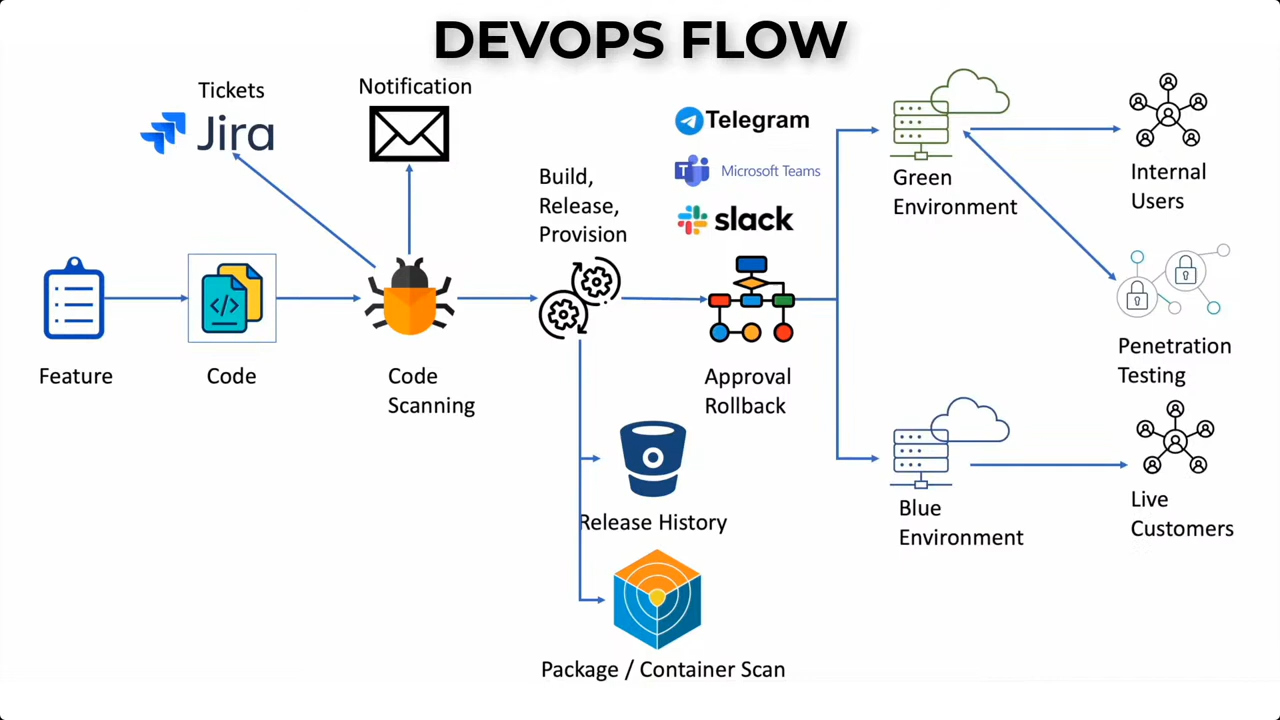 DEVOPS FLOW
Tickets
Jira
Notification
Build,
Release,
Provision
Telegram
Microsoft Teams
slack
Green
Environment
Internal
Users
Feature
Code
Code
Scanning
Approval
Rollback
Penetration
Testing
Release History
Blue
Environment
Live
Customers
Package / Container Scan